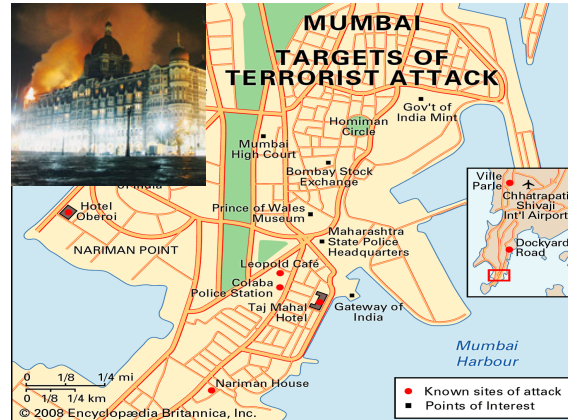 MUMBAI
TARGETS OF
TERRORIST ATTACK
Gov't of
India Mint
Horniman
Circle
Mumbai
High Court
Bombay Stock
Exchange
Ville
Parle
Chhatrapati
Shivaji
Int'l Airport
of India
Hotel
Oberoi
Prince of Wales
Museum
Maharashtra
State Police
Headquarters
Dockyard
Road
NARIMAN POINT
Leopold Café
Colaba
Police Station
Taj Mahal
Hotel
Gateway of
India
Mumbai
Harbour
0 1/8 1/4 mi
0 1/8 1/4 km
Nariman House
Known sites of attack
Points of Interest
© 2008 Encyclopædia Britannica, Inc.